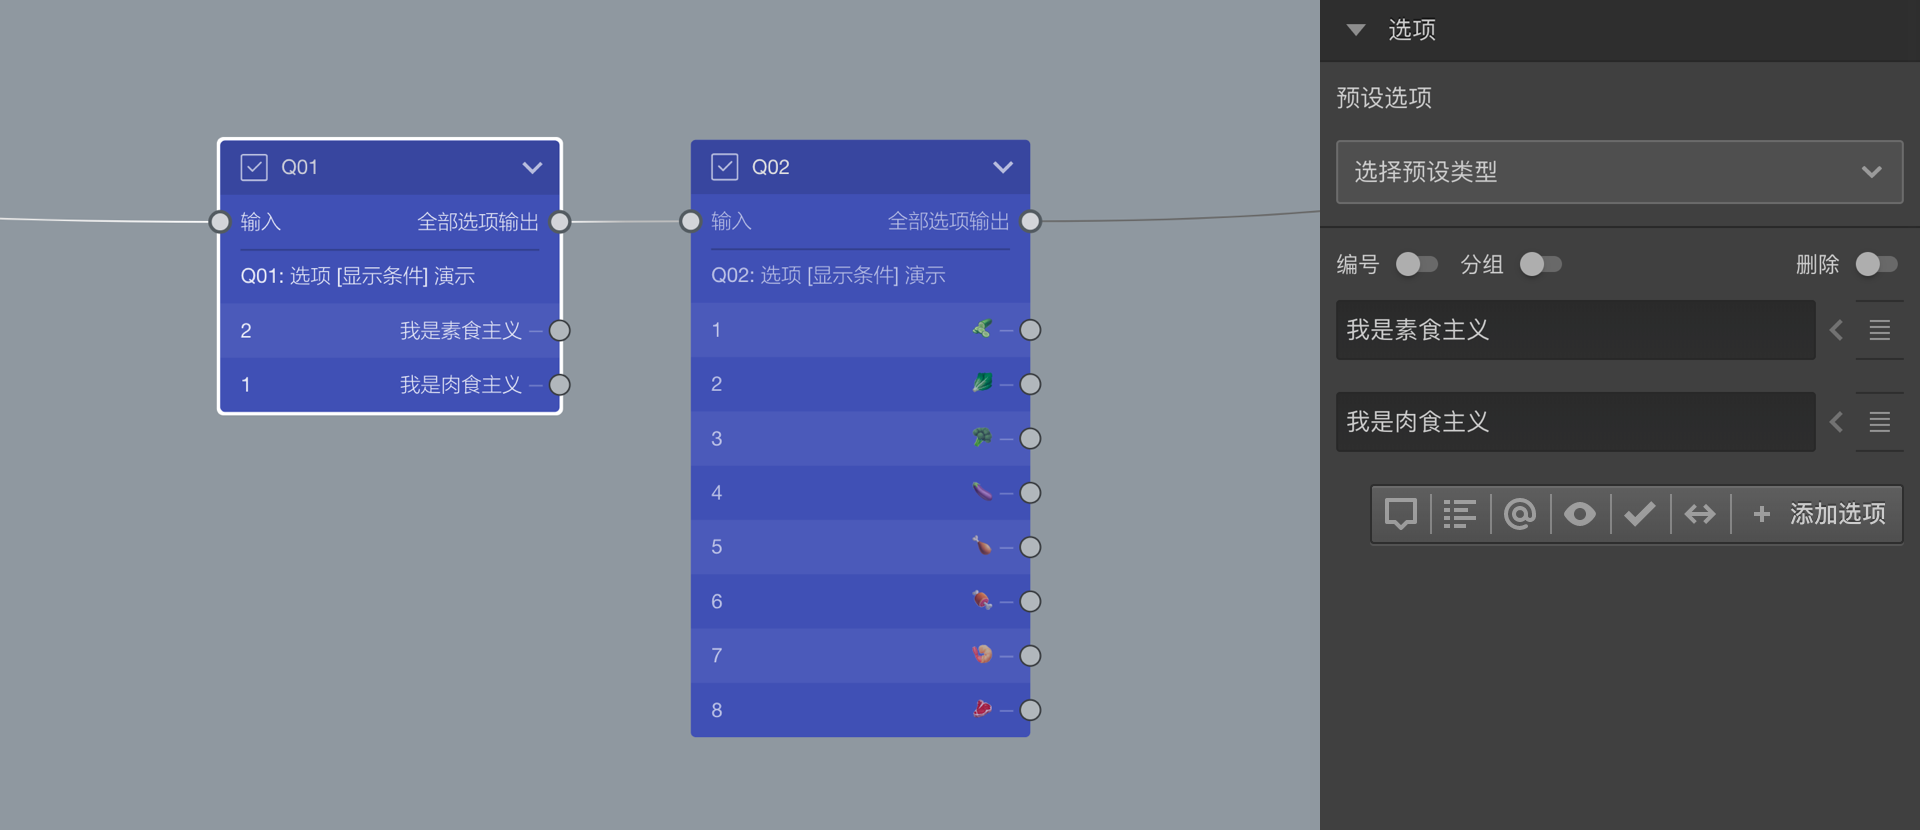 Q01
输入 全部选项输出
Q01: 选项 [显示条件] 演示
2 我是素食主义
1 我是肉食主义
Q02
输入 全部选项输出
Q02: 选项 [显示条件] 演示
1
2
3
4
5
6
7
8
选项
预设选项
选择预设类型
编号 分组 删除
我是素食主义
我是肉食主义
+ 添加选项